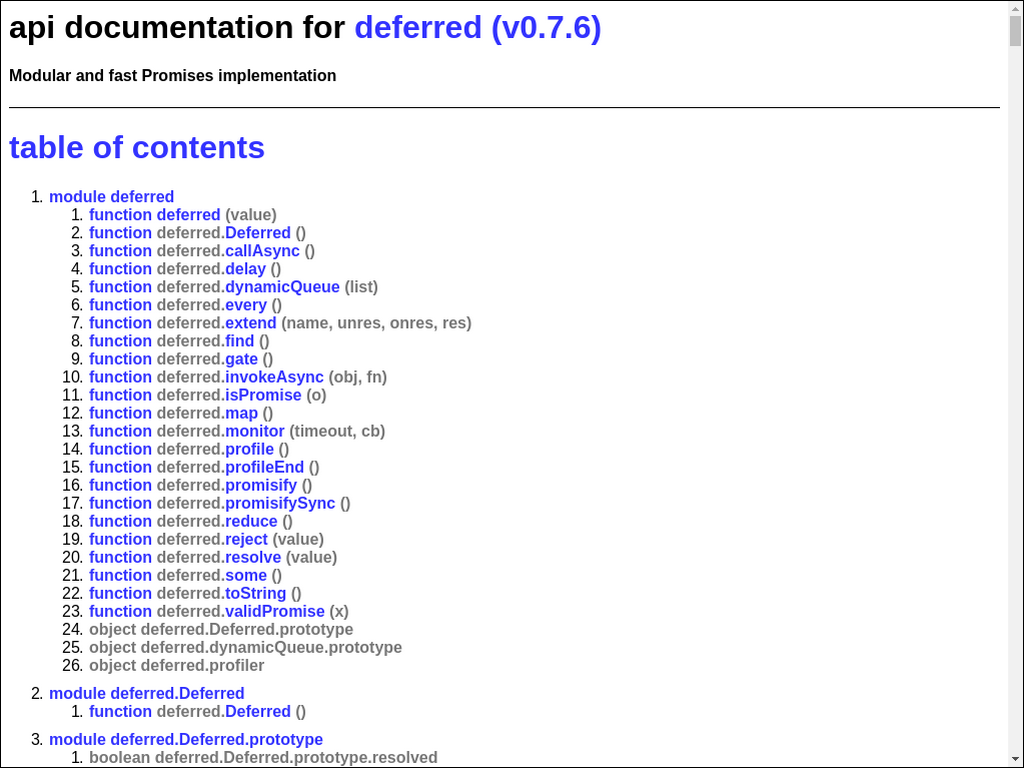 api documentation for deferred (v0.7.6)
Modular and fast Promises implementation
table of contents
1. module deferred
1. function deferred (value)
2. function deferred.Deferred ()
3. function deferred.callAsync ()
4. function deferred.delay ()
5. function deferred.dynamicQueue (list)
6. function deferred.every ()
7. function deferred.extend (name, unres, onres, res)
8. function deferred.find ()
9. function deferred.gate ()
10. function deferred.invokeAsync (obj, fn)
11. function deferred.isPromise (o)
12. function deferred.map ()
13. function deferred.monitor (timeout, cb)
14. function deferred.profile ()
15. function deferred.profileEnd ()
16. function deferred.promisify ()
17. function deferred.promisifySync ()
18. function deferred.reduce ()
19. function deferred.reject (value)
20. function deferred.resolve (value)
21. function deferred.some ()
22. function deferred.toString ()
23. function deferred.validPromise (x)
24. object deferred.Deferred.prototype
25. object deferred.dynamicQueue.prototype
26. object deferred.profiler
2. module deferred.Deferred
1. function deferred.Deferred ()
3. module deferred.Deferred.prototype
1. boolean deferred.Deferred.prototype.resolved